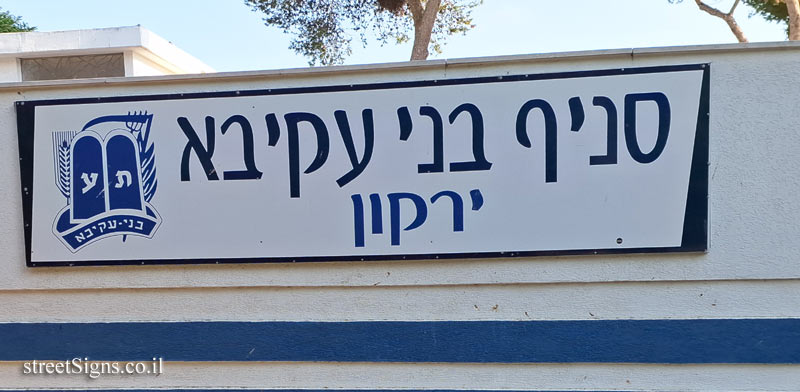 סניף בני עקיבא
ירקון
ת ע
בני-עקיבא
streetSigns.co.il